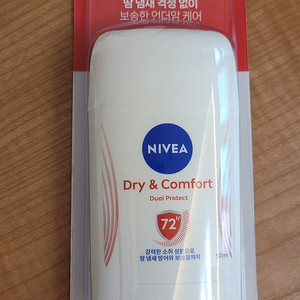 땀 냄새 걱정 없이
보송한 언더암 케어
NIVEA
Dry & Comfort
Dual Protect
72H
강력한 소취 성분으로
땀 냄새 방어와 보송함까지